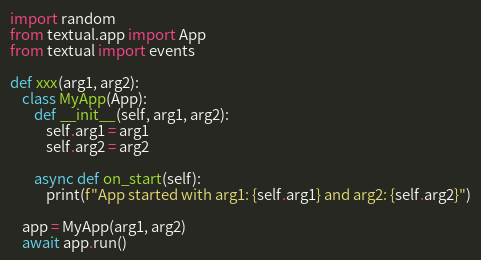 import random
from textual.app import App
from textual import events

def xxx(arg1, arg2):
    class MyApp(App):
        def __init__(self, arg1, arg2):
            self.arg1 = arg1
            self.arg2 = arg2

        async def on_start(self):
            print(f"App started with arg1: {self.arg1} and arg2: {self.arg2}")

    app = MyApp(arg1, arg2)
    await app.run()